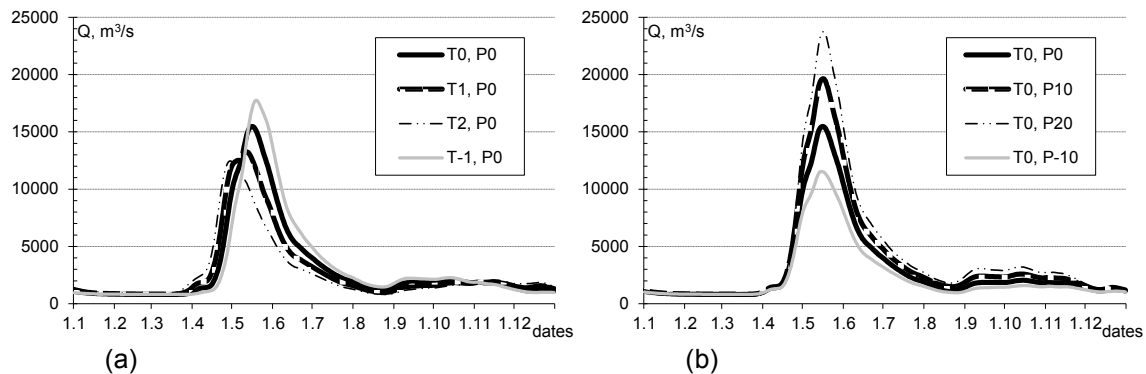 25000
Q, m³/s
20000
15000
10000
5000
0
T0, P0
T1, P0
T2, P0
T-1, P0
1.1 1.2 1.3 1.4 1.5 1.6 1.7 1.8 1.9 1.10 1.11 1.12
dates
(a)
25000
Q, m³/s
20000
15000
10000
5000
0
T0, P0
T0, P10
T0, P20
T0, P-10
1.1 1.2 1.3 1.4 1.5 1.6 1.7 1.8 1.9 1.10 1.11 1.12
dates
(b)